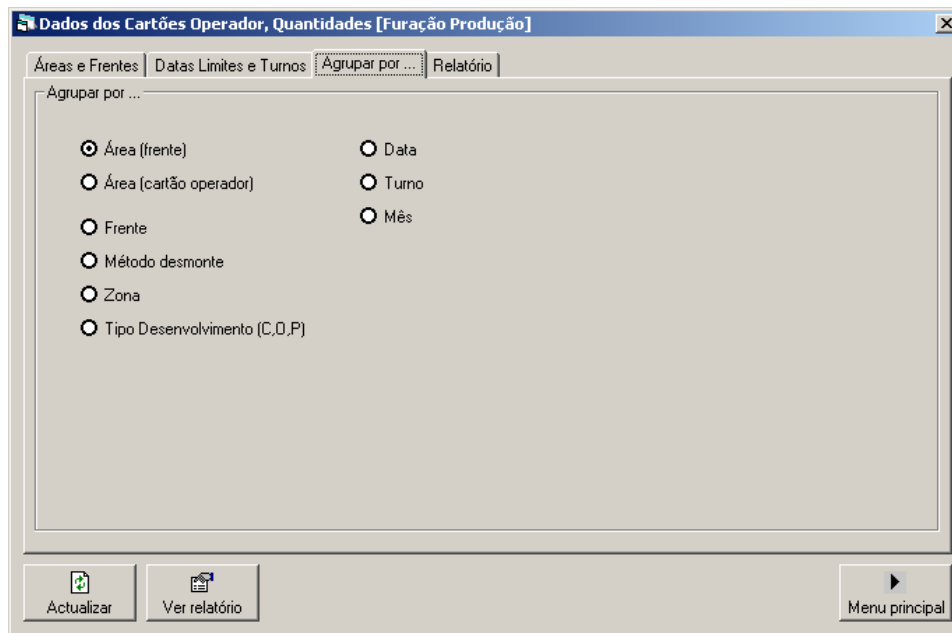 Dados dos Cartões Operador, Quantidades [Furação Produção]
Áreas e Frentes Datas Limites e Turnos Agrupar por ... Relatório
Agrupar por ...
Área (frente) Data
Área (cartão operador) Turno
Mês
Frente
Método desmonte
Zona
Tipo Desenvolvimento (C,O,P)
Actualizar Ver relatório Menu principal